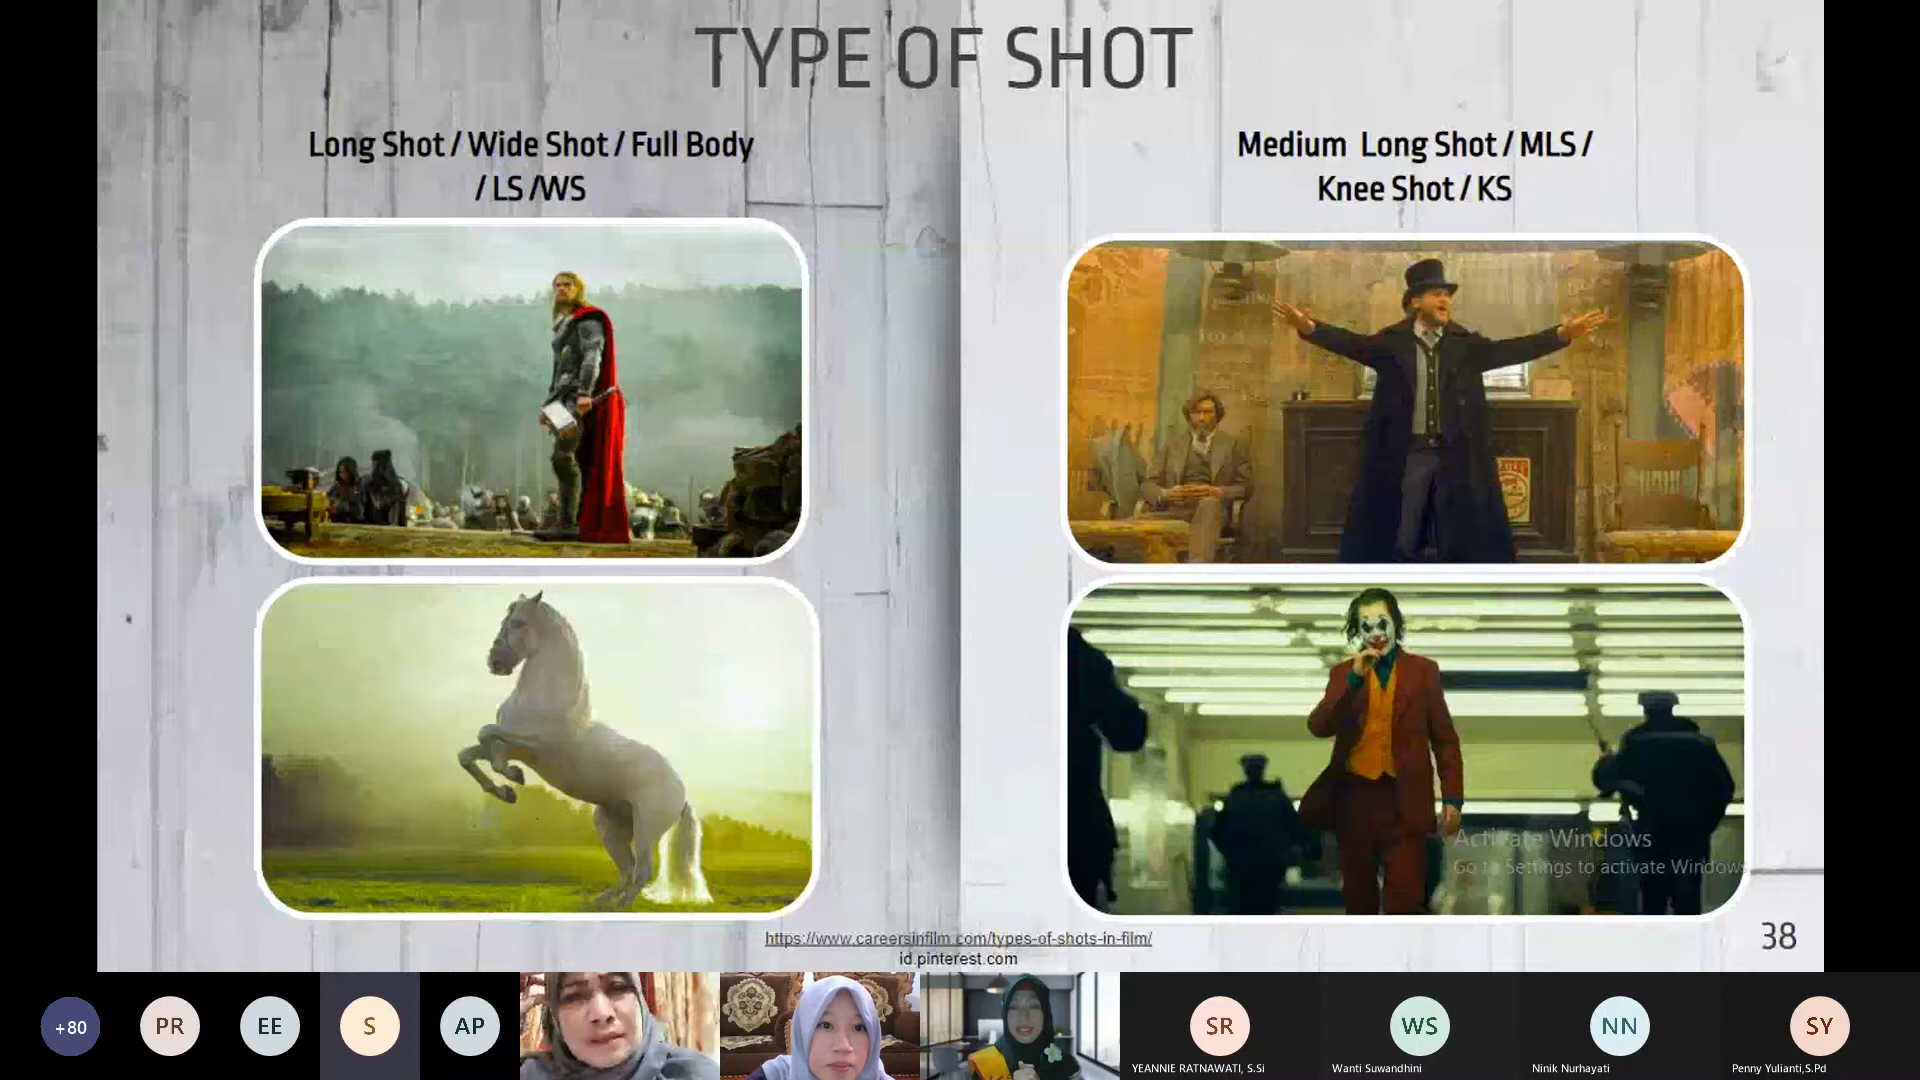 TYPE OF SHOT
Long Shot / Wide Shot / Full Body
/ LS /WS
Medium Long Shot / MLS /
Knee Shot / KS
Activate Windows
Go to Settings to activate Windows
https://www.careersinfilm.com/types-of-shots-in-film/
id.pinterest.com
38
+80
PR
EE
S
AP
SR
WS
NN
SY
YEANNIE RATNAWATI, S.Si
Wanti Suwandhini
Ninik Nurhayati
Penny Yulianti,S.Pd